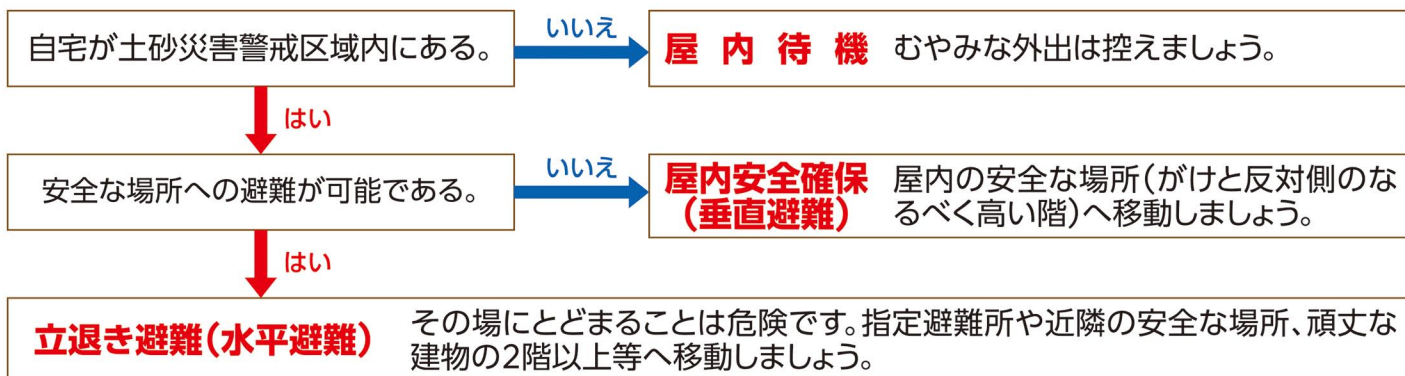 自宅が土砂災害警戒区域内にある。
いいえ
屋内待機 むやみな外出は控えましょう。
はい
安全な場所への避難が可能である。
いいえ
屋内安全確保
(垂直避難)
屋内の安全な場所(がけと反対側のな
るべく高い階)へ移動しましょう。
はい
立退き避難(水平避難)
その場にとどまることは危険です。指定避難所や近隣の安全な場所、頑丈な
建物の2階以上等へ移動しましょう。